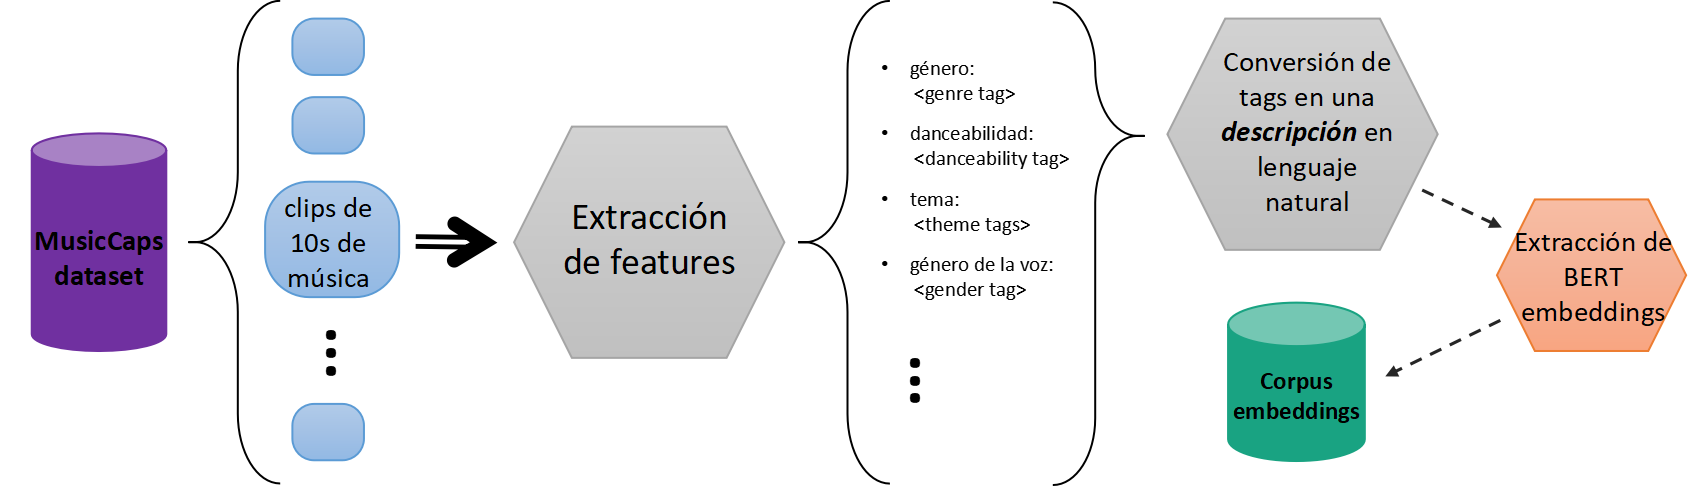 MusicCaps
dataset
clips de
10s de
música
Extracción
de features
• género:
<genre tag>
• danceabilidad:
<danceability tag>
• tema:
<theme tags>
• género de la voz:
<gender tag>
Conversión de
tags en una
descripción en
lenguaje
natural
Extracción de
BERT
embeddings
Corpus
embeddings